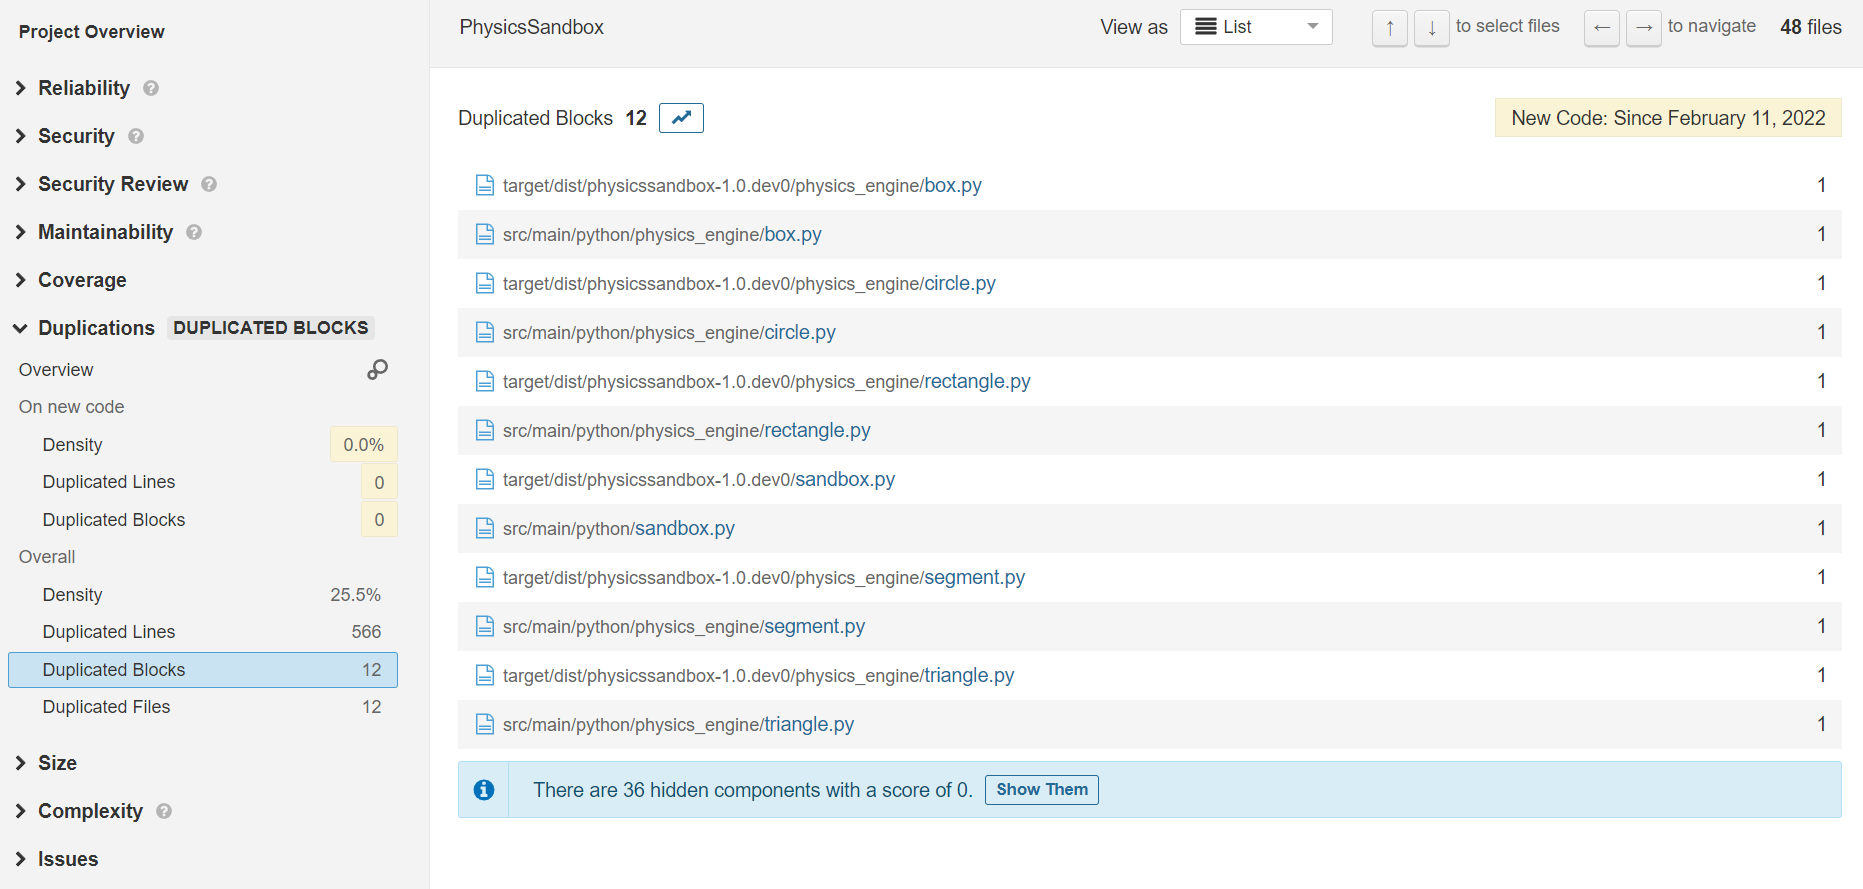 Project Overview
Reliability ?
Security ?
Security Review ?
Maintainability ?
Coverage
Duplications DUPLICATED BLOCKS
Overview
On new code
Density 0.0%
Duplicated Lines 0
Duplicated Blocks 0
Overall
Density 25.5%
Duplicated Lines 566
Duplicated Blocks 12
Duplicated Files 12
Size
Complexity ?
Issues
PhysicsSandbox View as List ↑ ↓ to select files ← → to navigate 48 files
Duplicated Blocks 12 New Code: Since February 11, 2022
target/dist/physicssandbox-1.0.dev0/physics_engine/box.py 1
src/main/python/physics_engine/box.py 1
target/dist/physicssandbox-1.0.dev0/physics_engine/circle.py 1
src/main/python/physics_engine/circle.py 1
target/dist/physicssandbox-1.0.dev0/physics_engine/rectangle.py 1
src/main/python/physics_engine/rectangle.py 1
target/dist/physicssandbox-1.0.dev0/sandbox.py 1
src/main/python/sandbox.py 1
target/dist/physicssandbox-1.0.dev0/physics_engine/segment.py 1
src/main/python/physics_engine/segment.py 1
target/dist/physicssandbox-1.0.dev0/physics_engine/triangle.py 1
src/main/python/physics_engine/triangle.py 1
There are 36 hidden components with a score of 0. Show Them